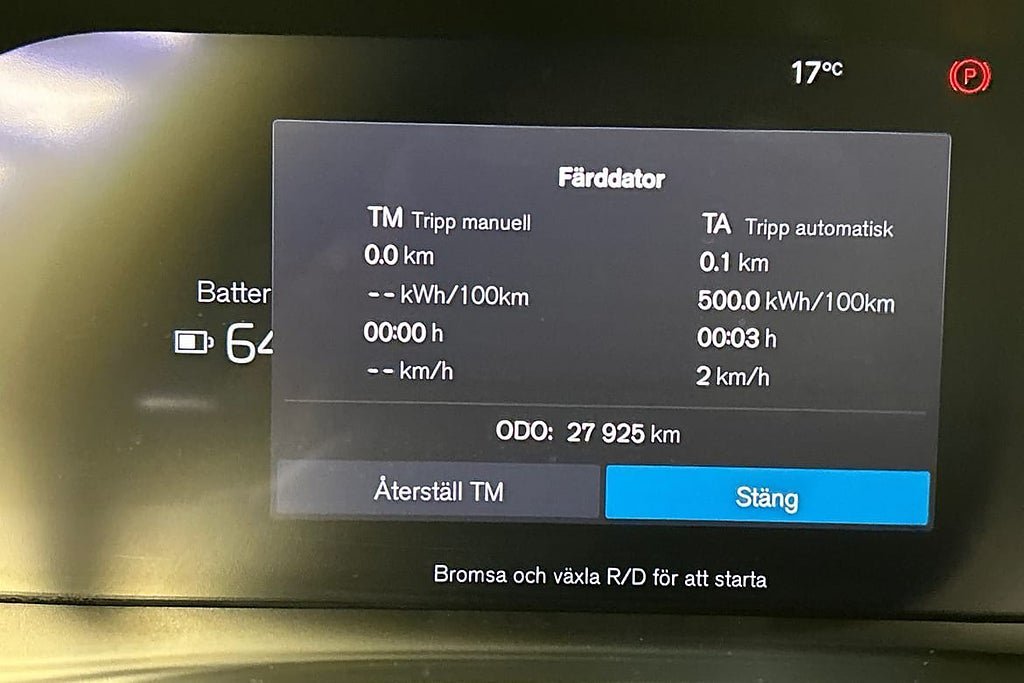 17°C
P
Färddator
TM Tripp manuell
0.0 km
-- kWh/100km
00:00 h
-- km/h
TA Tripp automatisk
0.1 km
500.0 kWh/100km
00:03 h
2 km/h
Batter
64
ODO: 27 925 km
Återställ TM
Stäng
Bromsa och växla R/D för att starta